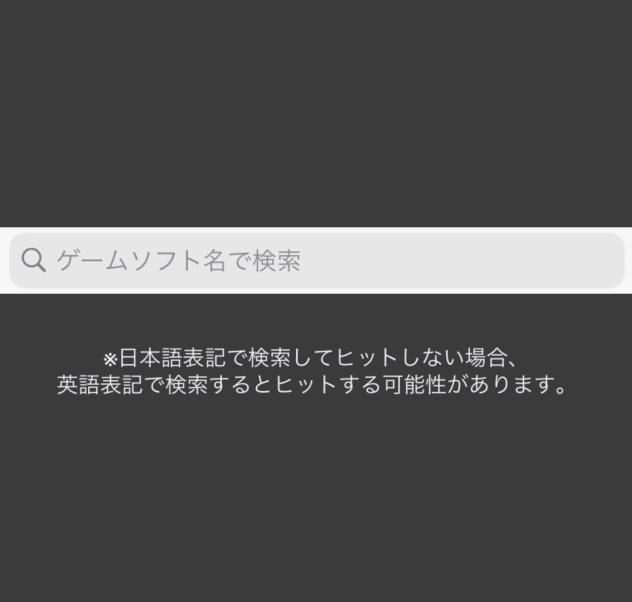 ゲームソフト名で検索
※日本語表記で検索してヒットしない場合、
英語表記で検索するとヒットする可能性があります。